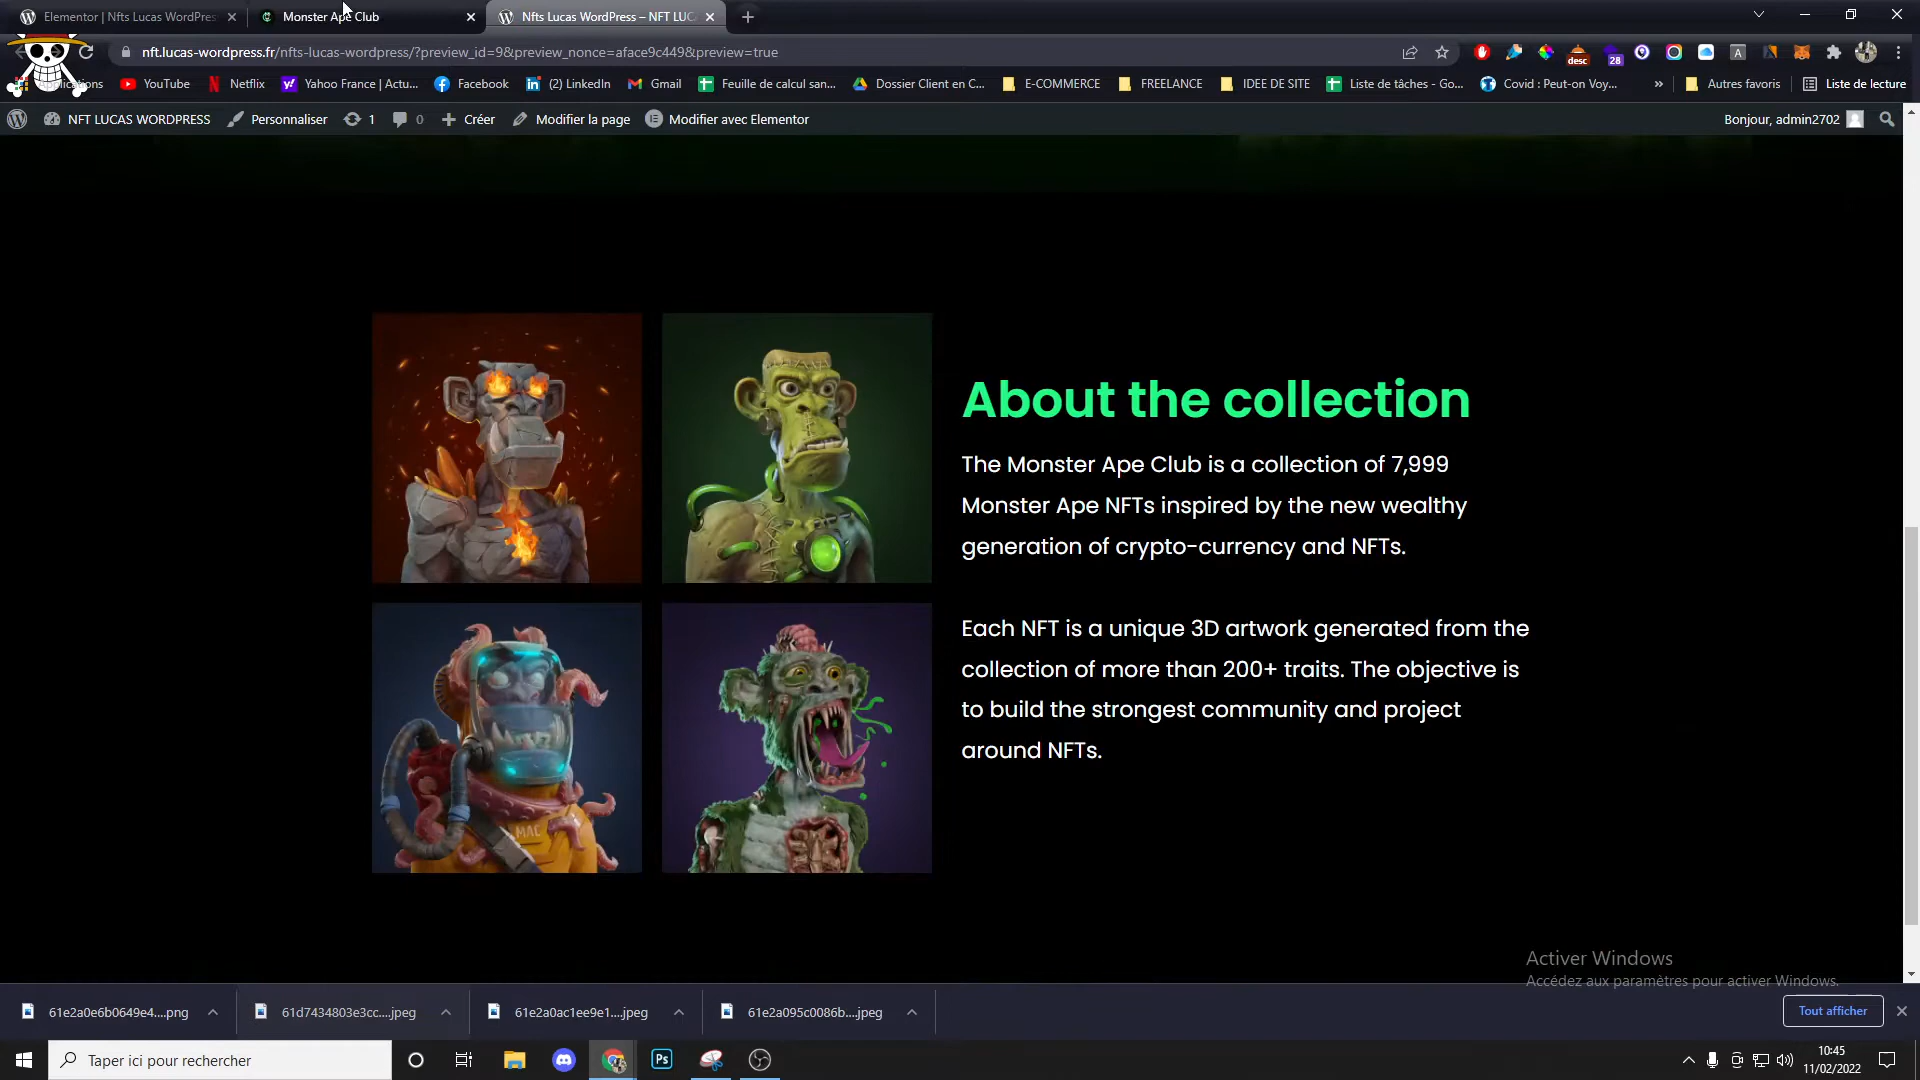 Elementor | Nfts Lucas WordPres
Monster Ape Club
Nfts Lucas WordPress – NFT LUC
nft.lucas-wordpress.fr/nfts-lucas-wordpress/?preview_id=9&preview_nonce=aface9c449&preview=true
desc
28
YouTube
Netflix
Yahoo France | Actu...
Facebook
(2) LinkedIn
Gmail
Feuille de calcul san...
Dossier Client en C...
E-COMMERCE
FREELANCE
IDEE DE SITE
Liste de tâches - Go...
Covid : Peut-on Voy...
»
Autres favoris
Liste de lecture
NFT LUCAS WORDPRESS
Personnaliser
1
0
Créer
Modifier la page
Modifier avec Elementor
Bonjour, admin2702
About the collection
The Monster Ape Club is a collection of 7,999
Monster Ape NFTs inspired by the new wealthy
generation of crypto-currency and NFTs.
Each NFT is a unique 3D artwork generated from the
collection of more than 200+ traits. The objective is
to build the strongest community and project
around NFTs.
MAC
Activer Windows
Accédez aux paramètres pour activer Windows.
61e2a0e6b0649e4....png
61d7434803e3cc....jpeg
61e2a0ac1ee9e1....jpeg
61e2a095c0086b....jpeg
Tout afficher
Taper ici pour rechercher
Ps
10:45
11/02/2022